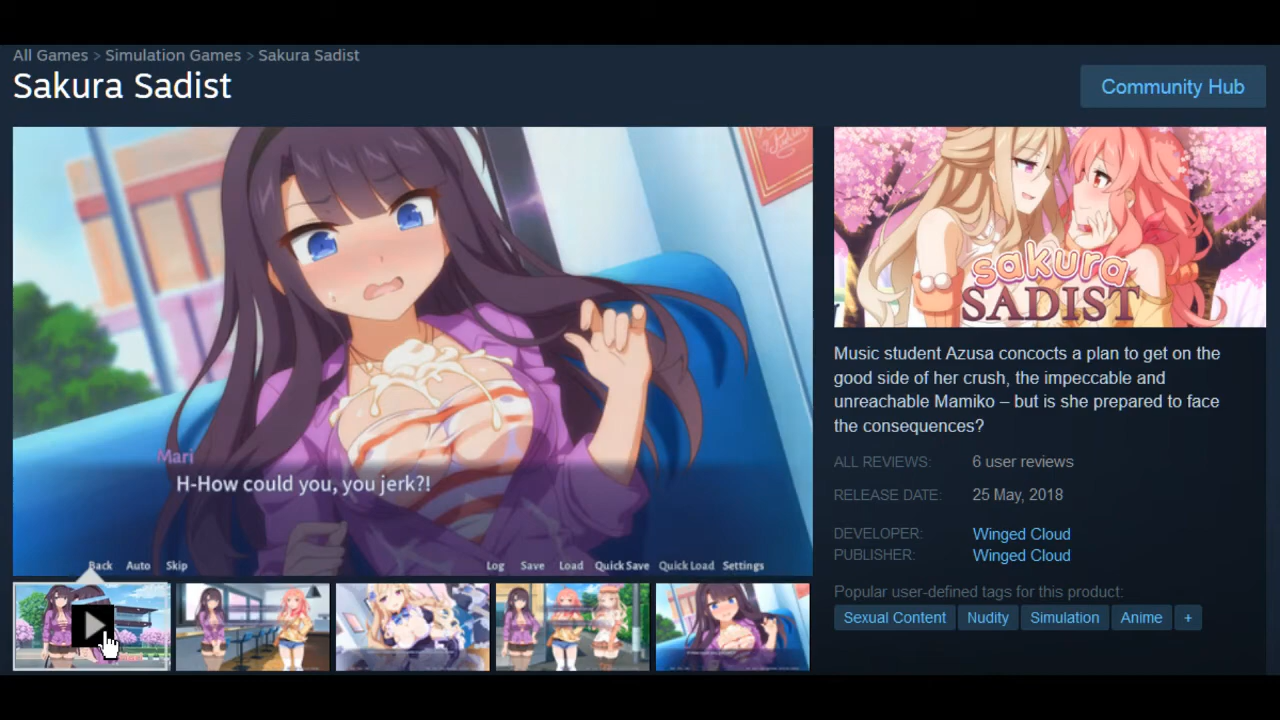 All Games > Simulation Games > Sakura Sadist
Sakura Sadist
Community Hub
Mari
H-How could you, you jerk?!
Back Auto Skip Log Save Load Quick Save Quick Load Settings
sakura
SADIST
Music student Azusa concocts a plan to get on the
good side of her crush, the impeccable and
unreachable Mamiko – but is she prepared to face
the consequences?
ALL REVIEWS: 6 user reviews
RELEASE DATE: 25 May, 2018
DEVELOPER: Winged Cloud
PUBLISHER: Winged Cloud
Popular user-defined tags for this product:
Sexual Content Nudity Simulation Anime +